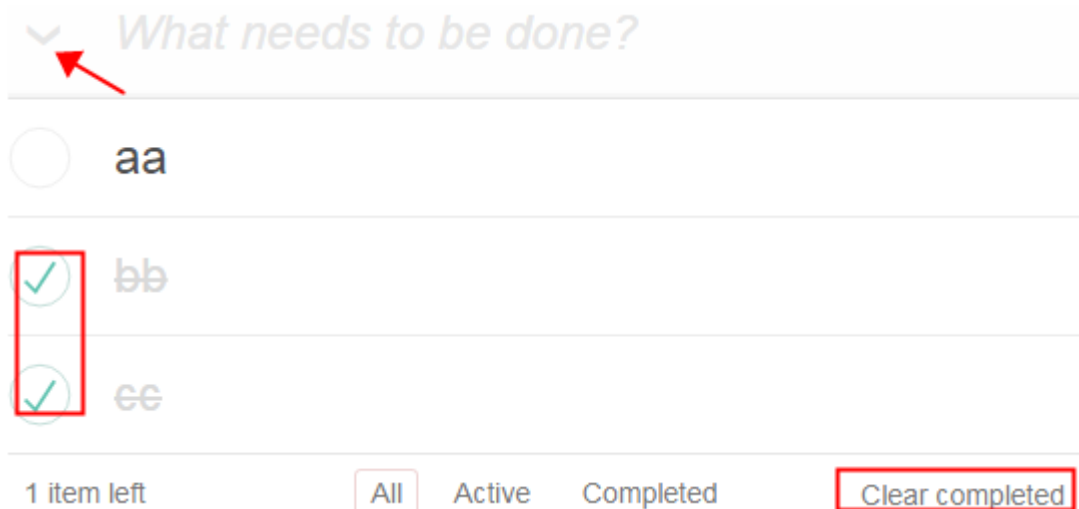 What needs to be done?
aa
bb
cc
1 item left All Active Completed Clear completed